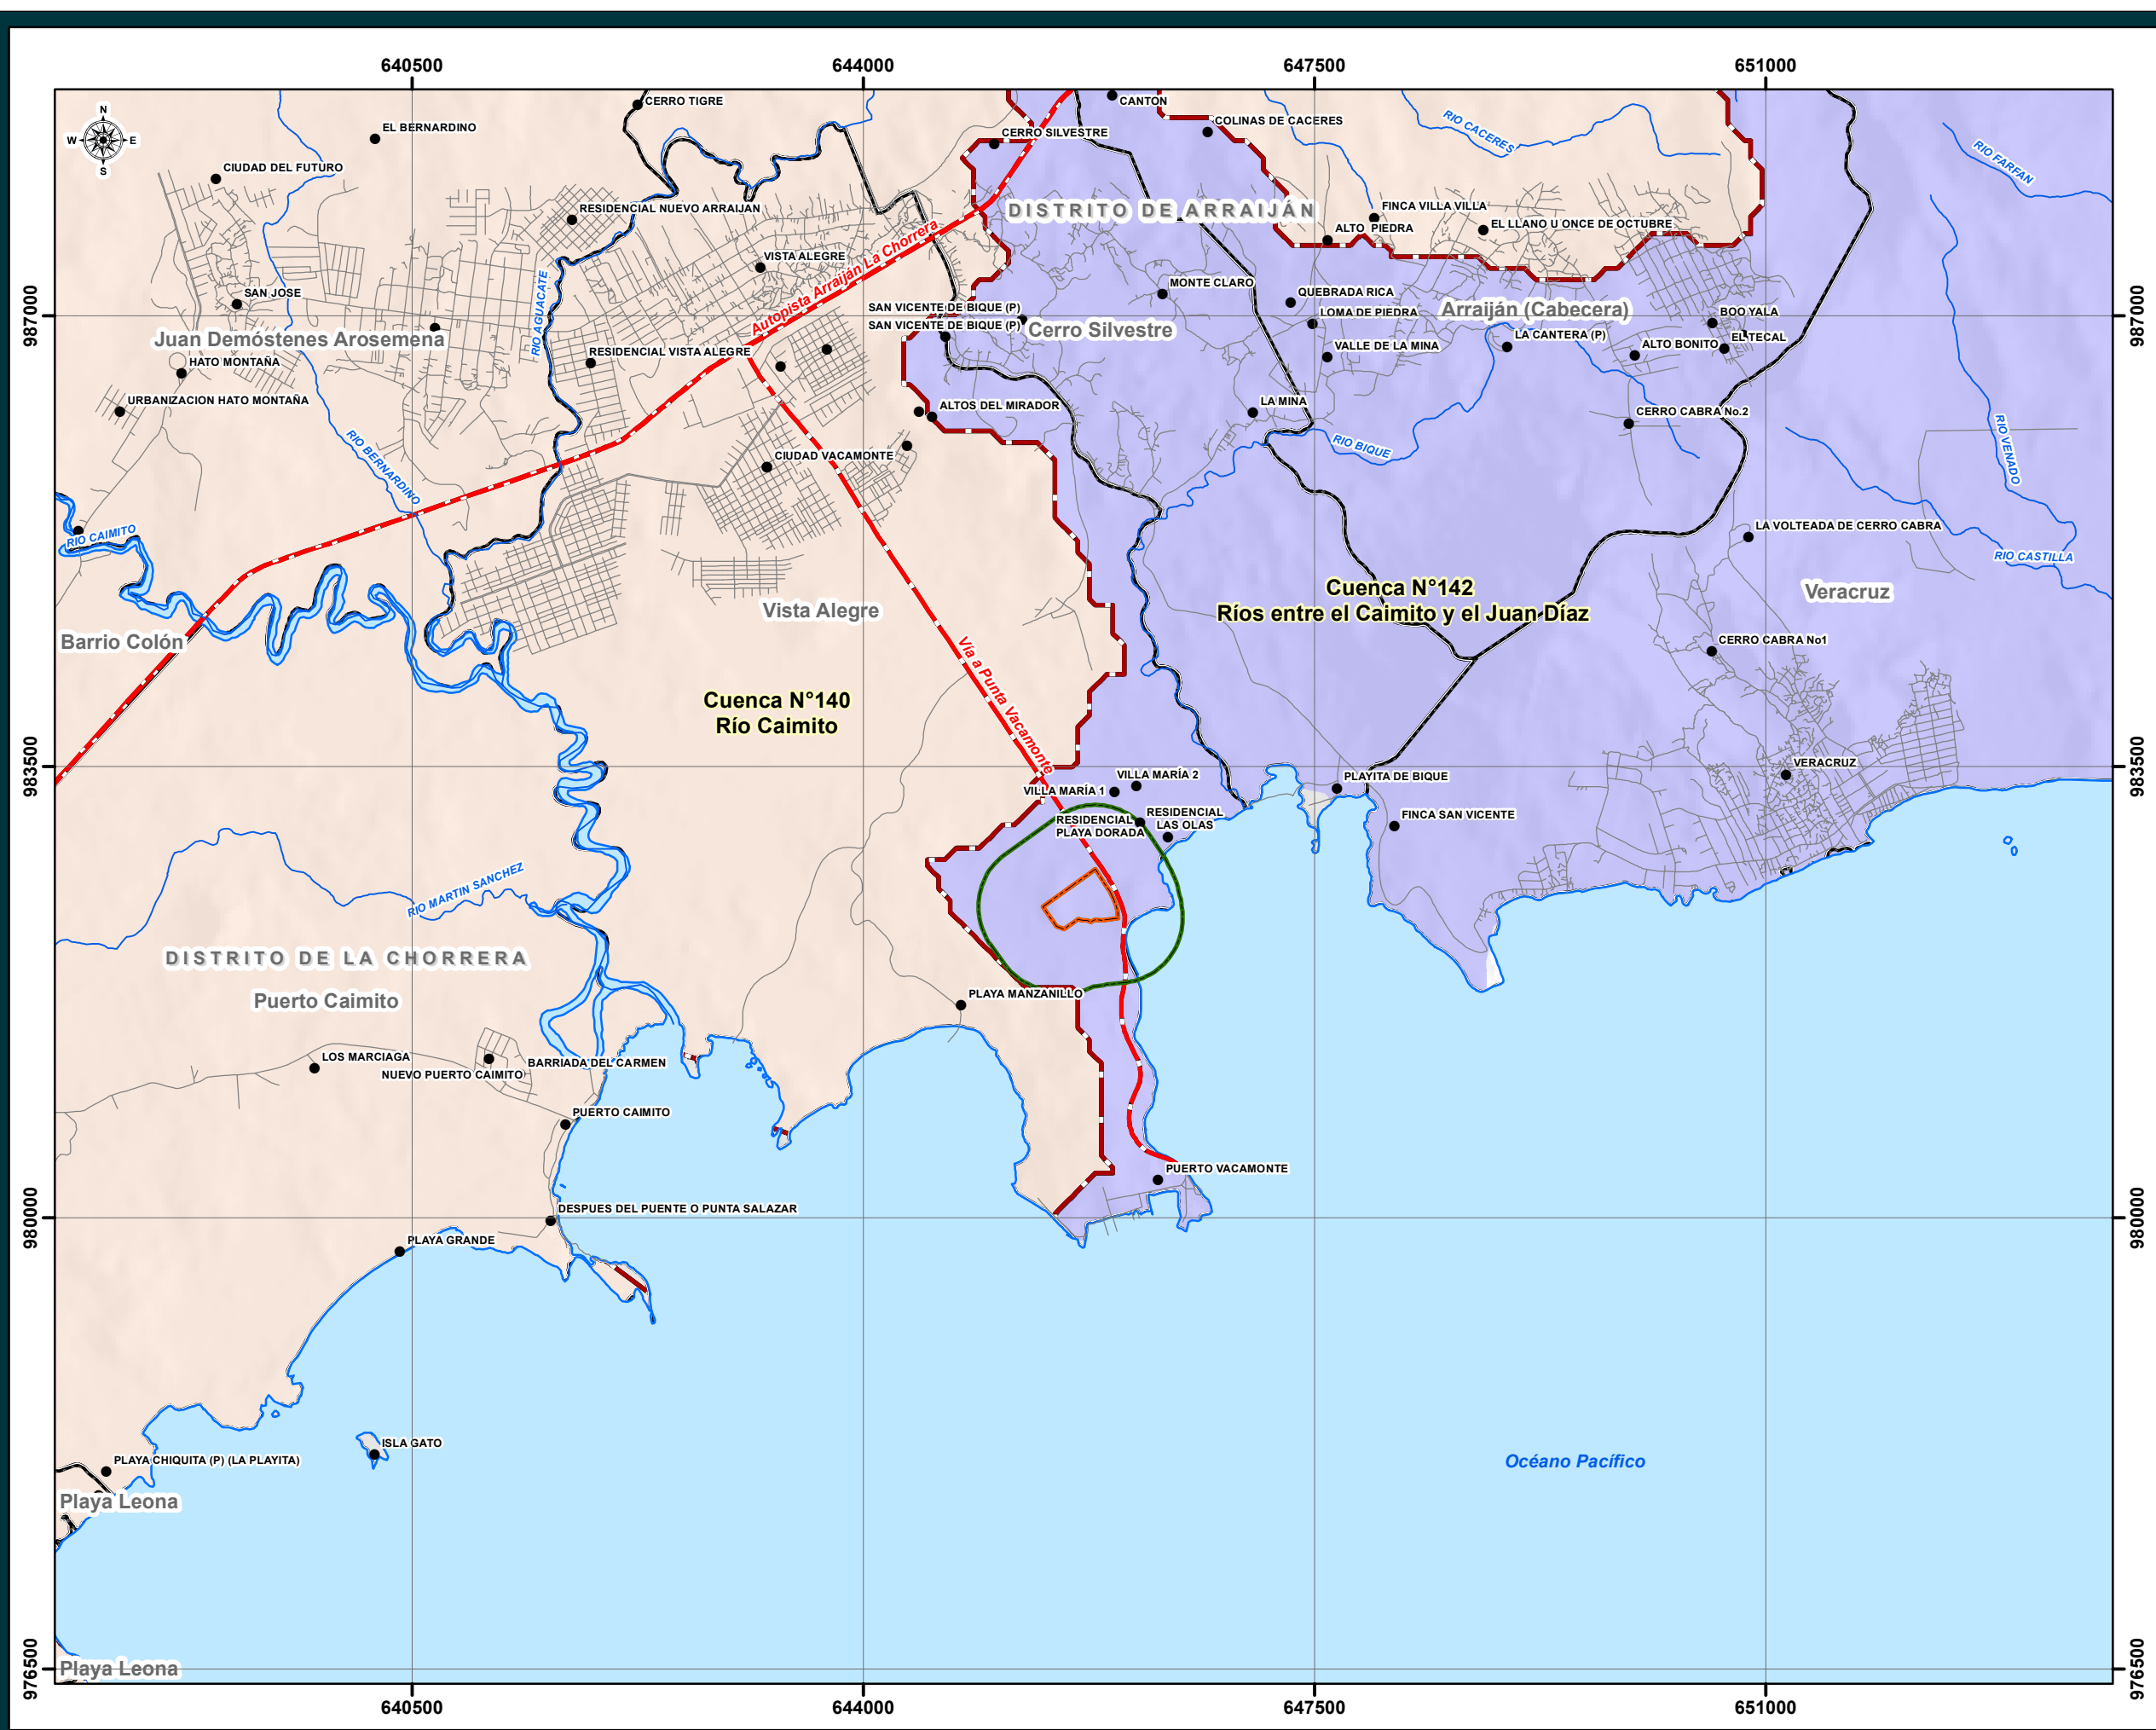 640500
644000
647500
651000
N
W
E
S
CERRO TIGRE
CANTON
EL BERNARDINO
CERRO SILVESTRE
COLINAS DE CACERES
RIO CACERES
RIO FARFAN
CIUDAD DEL FUTURO
RESIDENCIAL NUEVO ARRAIJAN
DISTRITO DE ARRAIJÁN
FINCA VILLA VILLA
ALTO PIEDRA
EL LLANO U ONCE DE OCTUBRE
VISTA ALEGRE
Autopista Arraiján La Chorrera
RIO AGUACATE
SAN JOSE
MONTE CLARO
QUEBRADA RICA
SAN VICENTE DE BIQUE (P)
LOMA DE PIEDRA
Arraiján (Cabecera)
BOO YALA
987000
987000
SAN VICENTE DE BIQUE (P)
Cerro Silvestre
Juan Demóstenes Arosemena
LA CANTERA (P)
EL TECAL
ALTO BONITO
VALLE DE LA MINA
RESIDENCIAL VISTA ALEGRE
HATO MONTAÑA
URBANIZACION HATO MONTAÑA
ALTOS DEL MIRADOR
LA MINA
CERRO CABRA No.2
RIO BIQUE
RIO VENADO
CIUDAD VACAMONTE
RIO BERNARDINO
RIO CAIMITO
LA VOLTEADA DE CERRO CABRA
RIO CASTILLA
Cuenca N°142
Ríos entre el Caimito y el Juan Díaz
Veracruz
Vista Alegre
Barrio Colón
CERRO CABRA No1
Vía a Punta Vacamonte
Cuenca N°140
Río Caimito
983500
983500
VERACRUZ
VILLA MARÍA 2
PLAYITA DE BIQUE
VILLA MARÍA 1
RESIDENCIAL
LAS OLAS
RESIDENCIAL
PLAYA DORADA
FINCA SAN VICENTE
RIO MARTIN SANCHEZ
DISTRITO DE LA CHORRERA
Puerto Caimito
PLAYA MANZANILLO
LOS MARCIAGA
BARRIADA DEL CARMEN
NUEVO PUERTO CAIMITO
PUERTO CAIMITO
PUERTO VACAMONTE
980000
980000
DESPUES DEL PUENTE O PUNTA SALAZAR
PLAYA GRANDE
ISLA GATO
PLAYA CHIQUITA (P) (LA PLAYITA)
Océano Pacífico
Playa Leona
Playa Leona
976500
976500
640500
644000
647500
651000